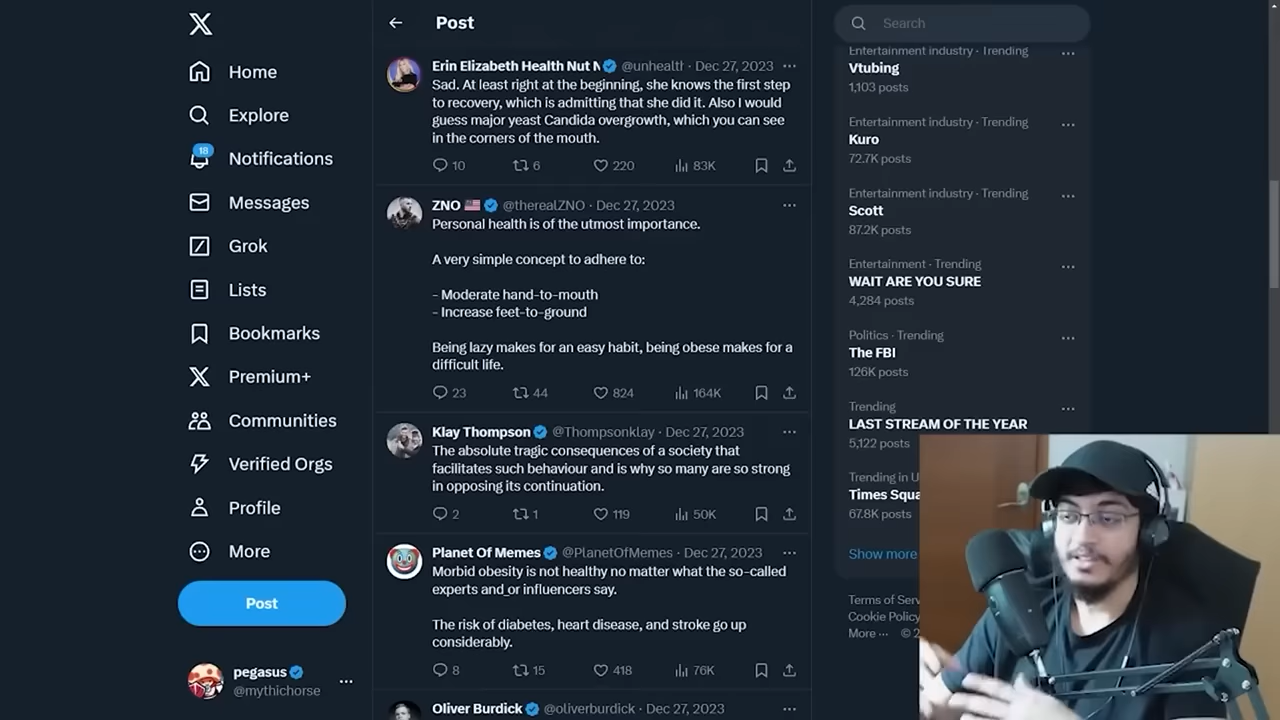 Post
Search
Home
Explore
18
Notifications
Messages
Grok
Lists
Bookmarks
Premium+
Communities
Verified Orgs
Profile
More
Post
pegasus
@mythichorse
Erin Elizabeth Health Nut @unhealth · Dec 27, 2023
Sad. At least right at the beginning, she knows the first step
to recovery, which is admitting that she did it. Also I would
guess major yeast Candida overgrowth, which you can see
in the corners of the mouth.
10 6 220 83K
ZNO @therealZNO · Dec 27, 2023
Personal health is of the utmost importance.
A very simple concept to adhere to:
- Moderate hand-to-mouth
- Increase feet-to-ground
Being lazy makes for an easy habit, being obese makes for a
difficult life.
23 44 824 164K
Klay Thompson @Thompsonklay · Dec 27, 2023
The absolute tragic consequences of a society that
facilitates such behaviour and is why so many are so strong
in opposing its continuation.
2 1 119 50K
Planet Of Memes @PlanetOfMemes · Dec 27, 2023
Morbid obesity is not healthy no matter what the so-called
experts and/or influencers say.
The risk of diabetes, heart disease, and stroke go up
considerably.
8 15 418 76K
Oliver Burdick @oliverburdick · Dec 27, 2023
Entertainment industry · Trending
Vtubing
1,103 posts
Entertainment industry · Trending
Kuro
72.7K posts
Entertainment industry · Trending
Scott
87.2K posts
Entertainment · Trending
WAIT ARE YOU SURE
4,284 posts
Politics · Trending
The FBI
126K posts
Trending
LAST STREAM OF THE YEAR
5,122 posts
Trending in
Times
67.8K posts
Show more
Terms of
Cookie Policy
More ··· ©